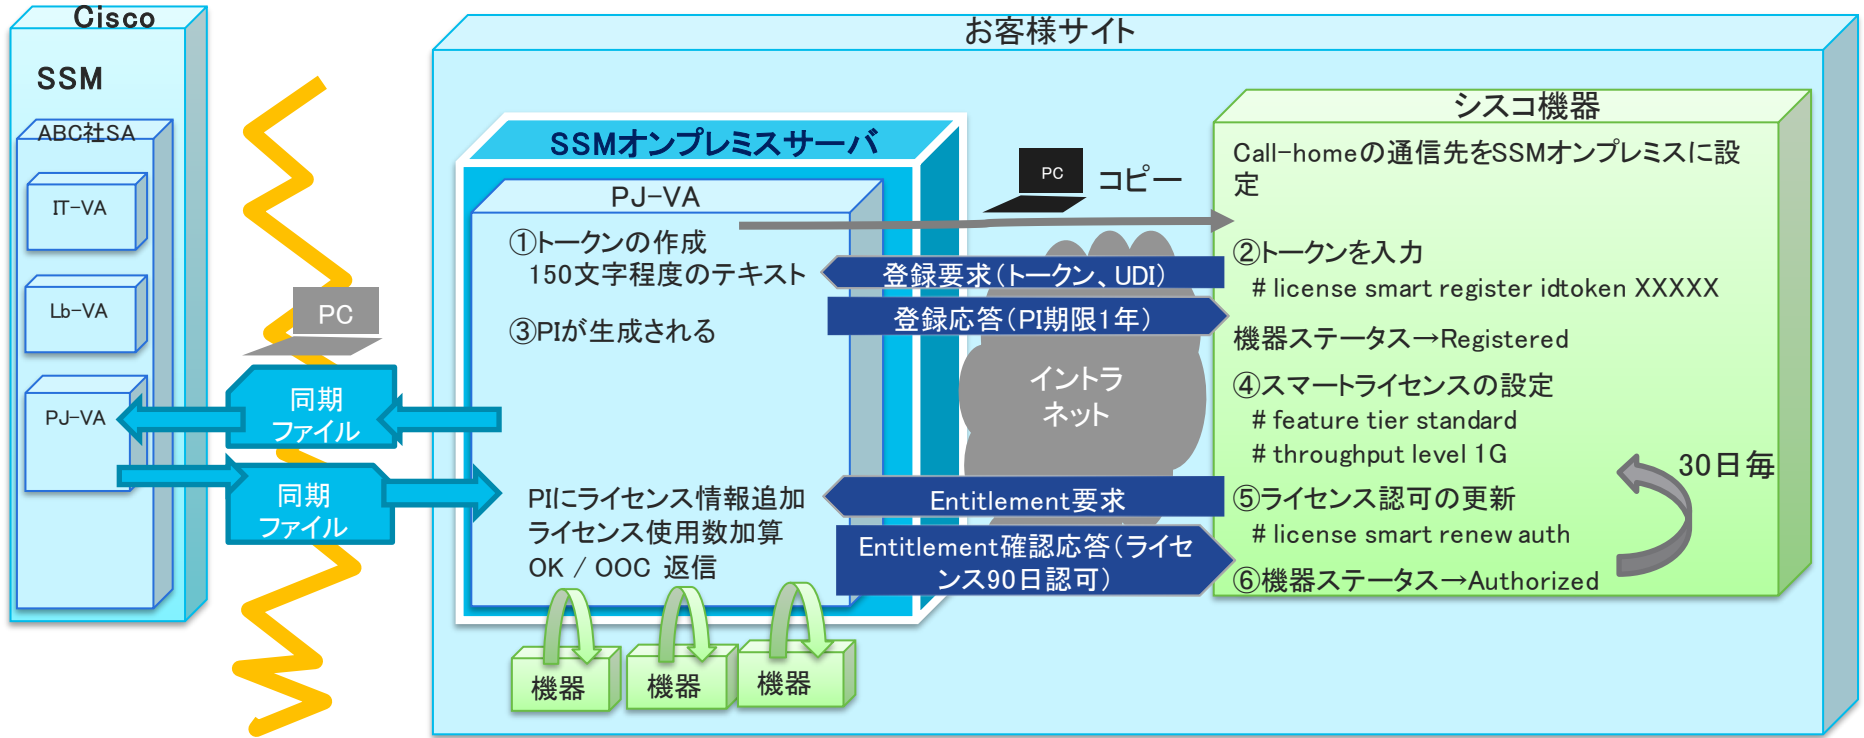 Cisco
SSM
ABC社SA
IT-VA
Lb-VA
PJ-VA
PC
同期
ファイル
同期
ファイル
お客様サイト
SSMオンプレミスサーバ
PJ-VA
①トークンの作成
150文字程度のテキスト
③PIが生成される
PIにライセンス情報追加
ライセンス使用数加算
OK / OOC 返信
機器
機器
機器
PC
コピー
登録要求(トークン、UDI)
登録応答(PI期限1年)
イントラ
ネット
Entitlement要求
Entitlement確認応答(ライセ
ンス90日認可)
シスコ機器
Call-homeの通信先をSSMオンプレミスに設
定
②トークンを入力
# license smart register idtoken XXXXX
機器ステータス→Registered
④スマートライセンスの設定
# feature tier standard
# throughput level 1G
30日毎
⑤ライセンス認可の更新
# license smart renew auth
⑥機器ステータス→Authorized